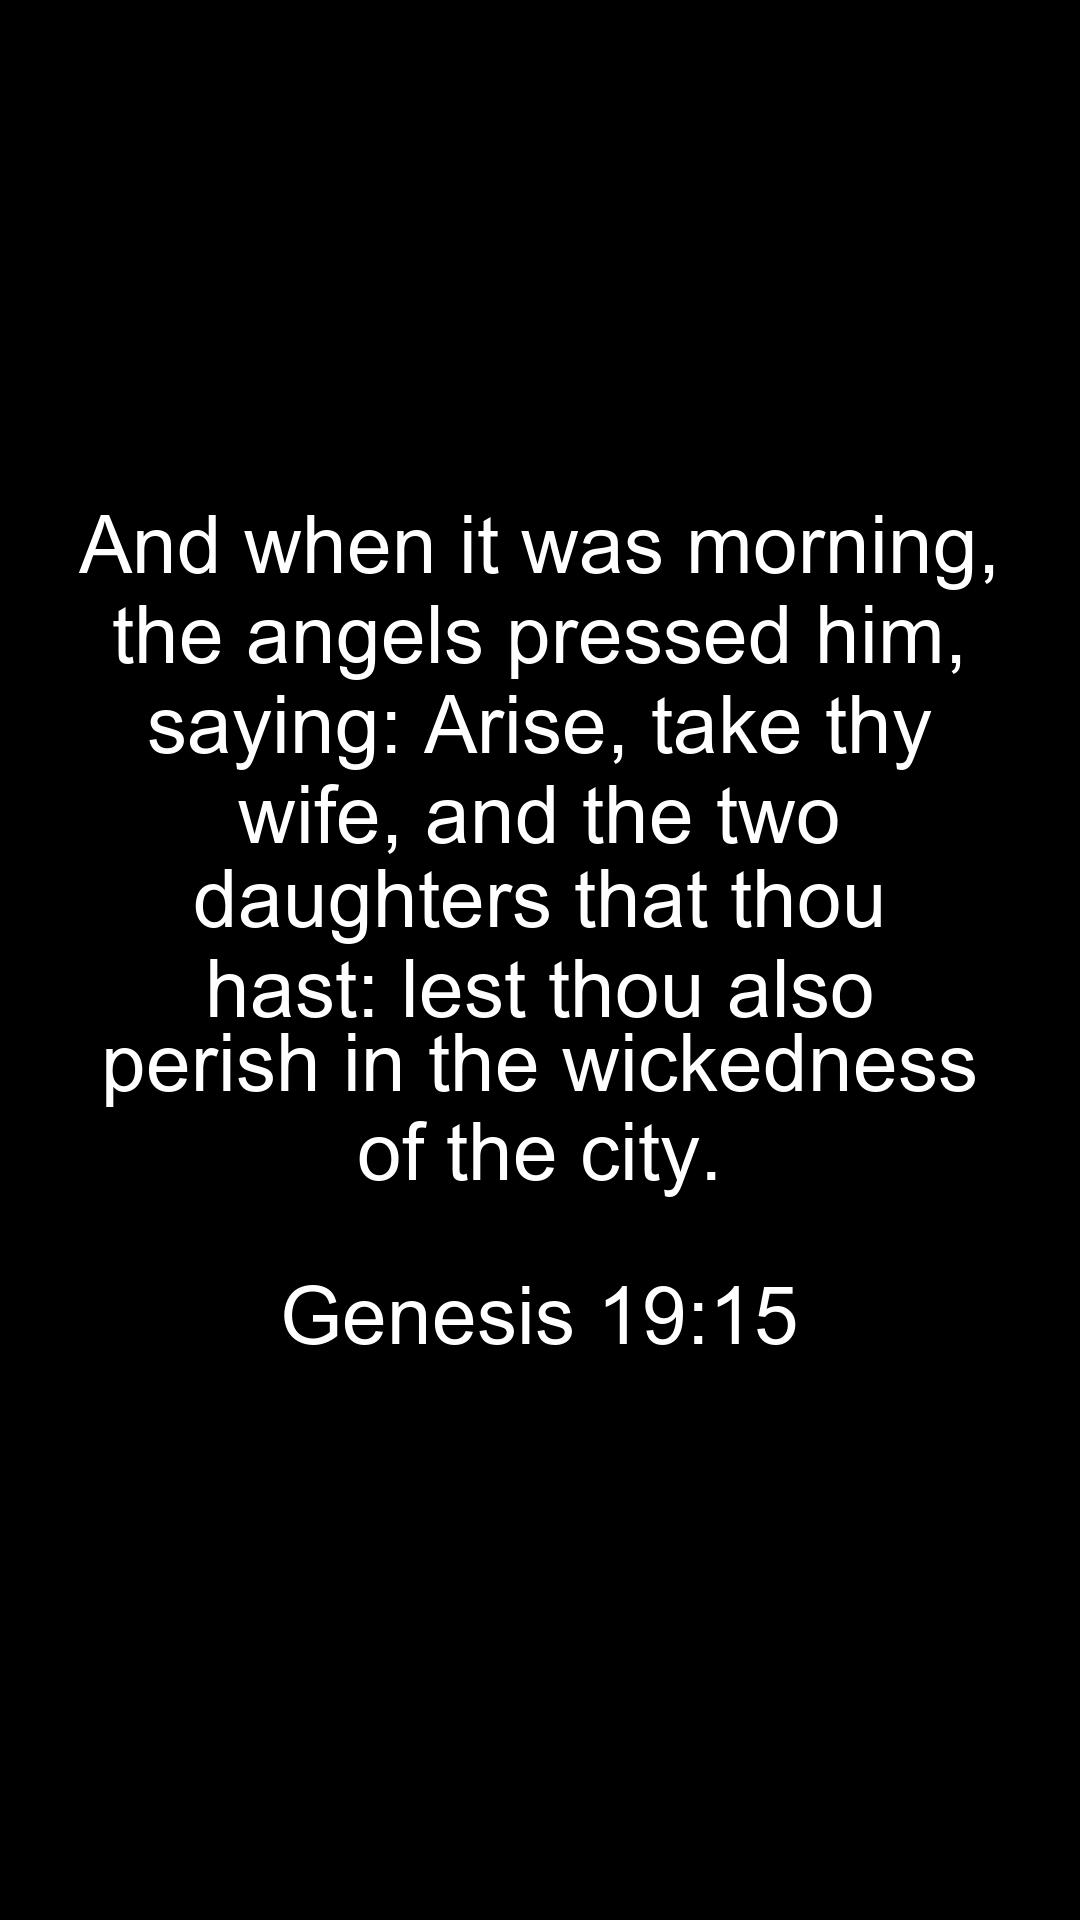 And when it was morning,
the angels pressed him,
saying: Arise, take thy
wife, and the two
daughters that thou
hast: lest thou also
perish in the wickedness
of the city.
Genesis 19:15